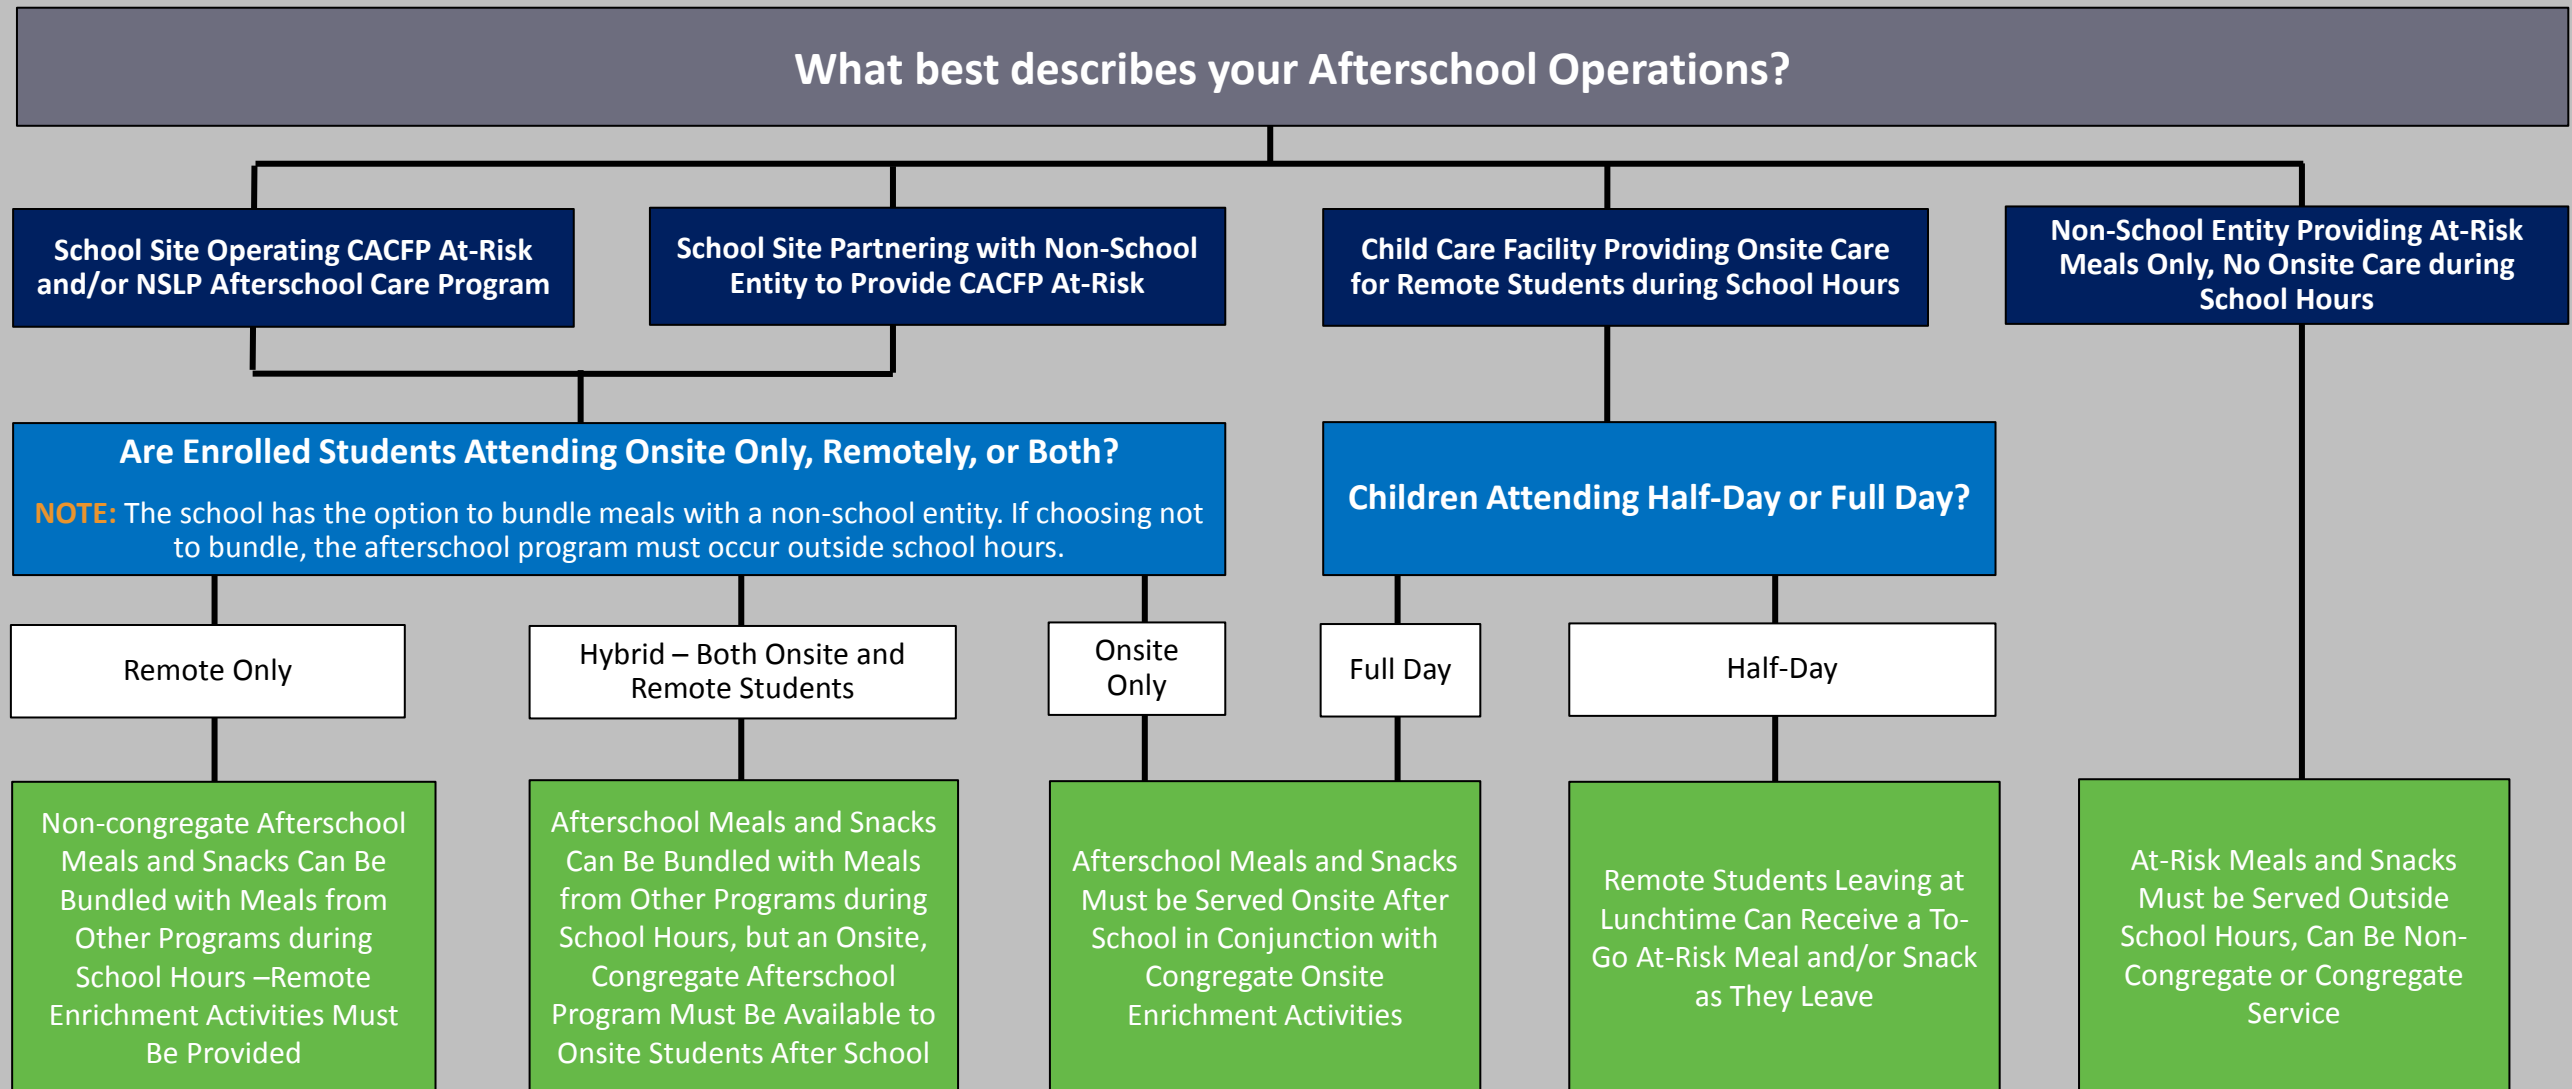 What best describes your Afterschool Operations?
School Site Operating CACFP At-Risk
and/or NSLP Afterschool Care Program
School Site Partnering with Non-School
Entity to Provide CACFP At-Risk
Child Care Facility Providing Onsite Care
for Remote Students during School Hours
Non-School Entity Providing At-Risk
Meals Only, No Onsite Care during
School Hours
Are Enrolled Students Attending Onsite Only, Remotely, or Both?
NOTE: The school has the option to bundle meals with a non-school entity. If choosing not
to bundle, the afterschool program must occur outside school hours.
Children Attending Half-Day or Full Day?
Remote Only
Hybrid – Both Onsite and
Remote Students
Onsite
Only
Full Day
Half-Day
Non-congregate Afterschool
Meals and Snacks Can Be
Bundled with Meals from
Other Programs during
School Hours –Remote
Enrichment Activities Must
Be Provided
Afterschool Meals and Snacks
Can Be Bundled with Meals
from Other Programs during
School Hours, but an Onsite,
Congregate Afterschool
Program Must Be Available to
Onsite Students After School
Afterschool Meals and Snacks
Must be Served Onsite After
School in Conjunction with
Congregate Onsite
Enrichment Activities
Remote Students Leaving at
Lunchtime Can Receive a To-
Go At-Risk Meal and/or Snack
as They Leave
At-Risk Meals and Snacks
Must be Served Outside
School Hours, Can Be Non-
Congregate or Congregate
Service